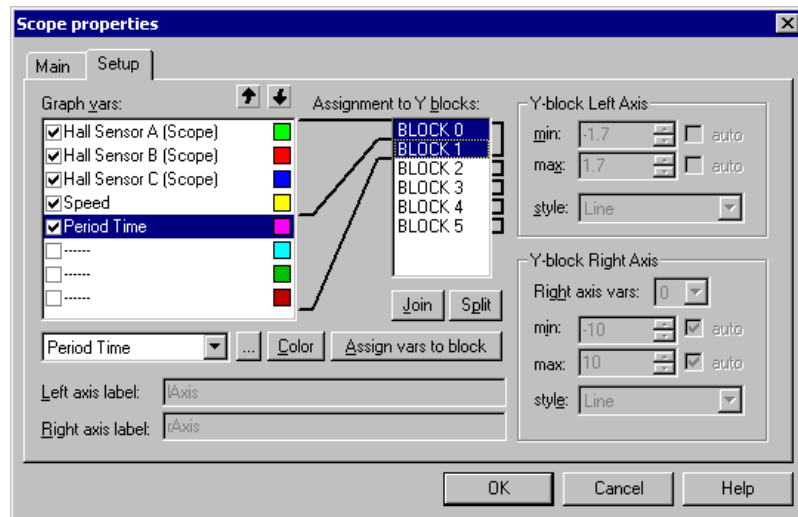 Scope properties
Main Setup
Graph vars:
Assignment to Y blocks:
Hall Sensor A (Scope)
Hall Sensor B (Scope)
Hall Sensor C (Scope)
Speed
Period Time
------
------
------
BLOCK 0
BLOCK 1
BLOCK 2
BLOCK 3
BLOCK 4
BLOCK 5
Join Split
Period Time ... Color Assign vars to block
Left axis label: lAxis
Right axis label: rAxis
Y-block Left Axis
min: -1.7 auto
max: 1.7 auto
style: Line
Y-block Right Axis
Right axis vars: 0
min: -10 auto
max: 10 auto
style: Line
OK Cancel Help